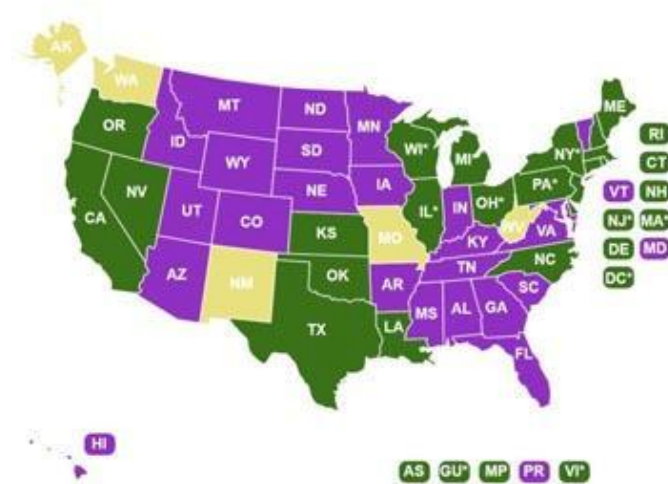 AK
WA
MT
ND
MN
ME
OR
ID
WY
SD
WI*
MI*
NY*
RI
CT
NV
UT
CO
NE
IA
IL*
IN
OH*
PA*
VT
NH
CA
AZ
NM
KS
MO
KY
WV
VA
NJ*
MA*
OK
AR
TN
NC
DE
MD
TX
LA
MS
AL
GA
SC
DC*
FL
HI
AS
GU*
MP
PR
VI*